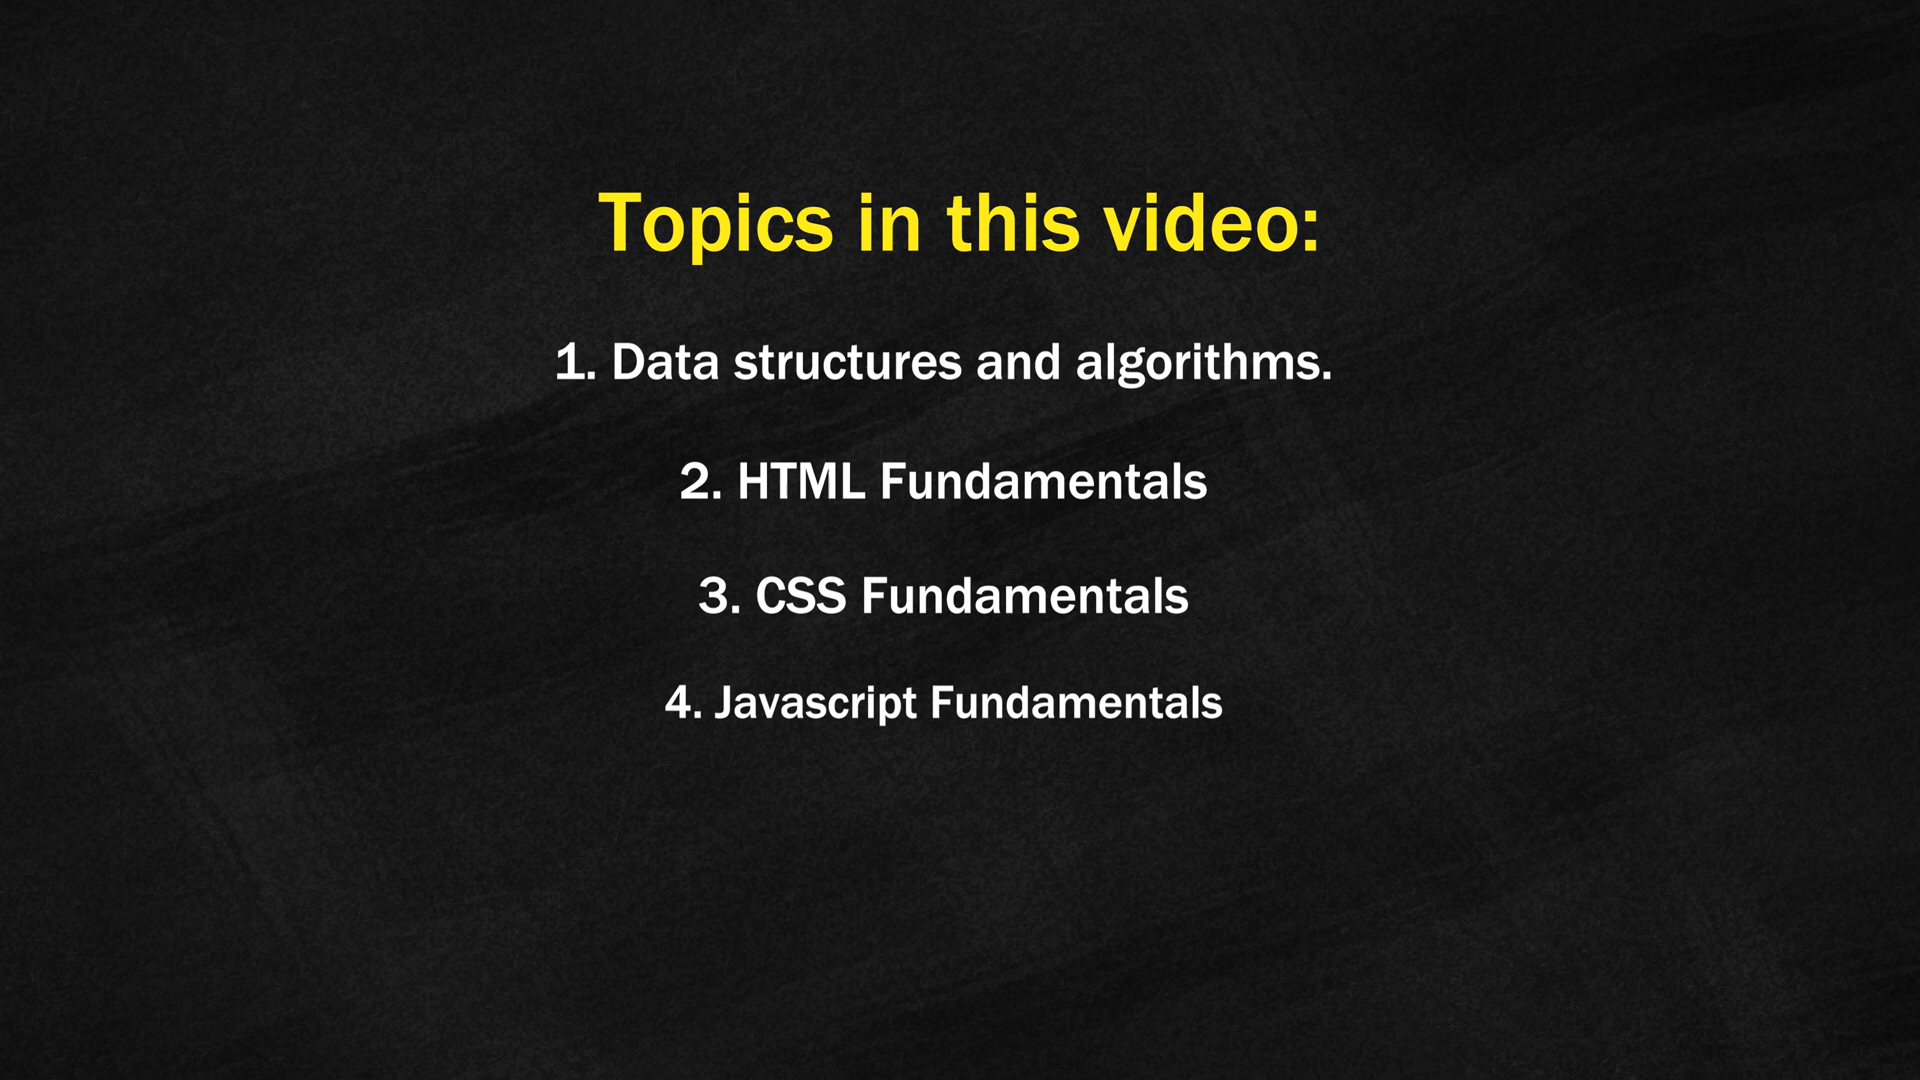 Topics in this video:
1. Data structures and algorithms.
2. HTML Fundamentals
3. CSS Fundamentals
4. Javascript Fundamentals